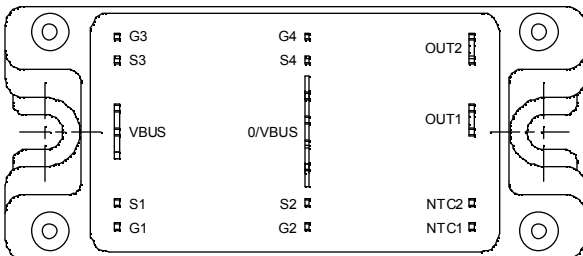 G3 G4 OUT2
S3 S4
VBUS 0/VBUS OUT1
S1 S2 NTC2
G1 G2 NTC1